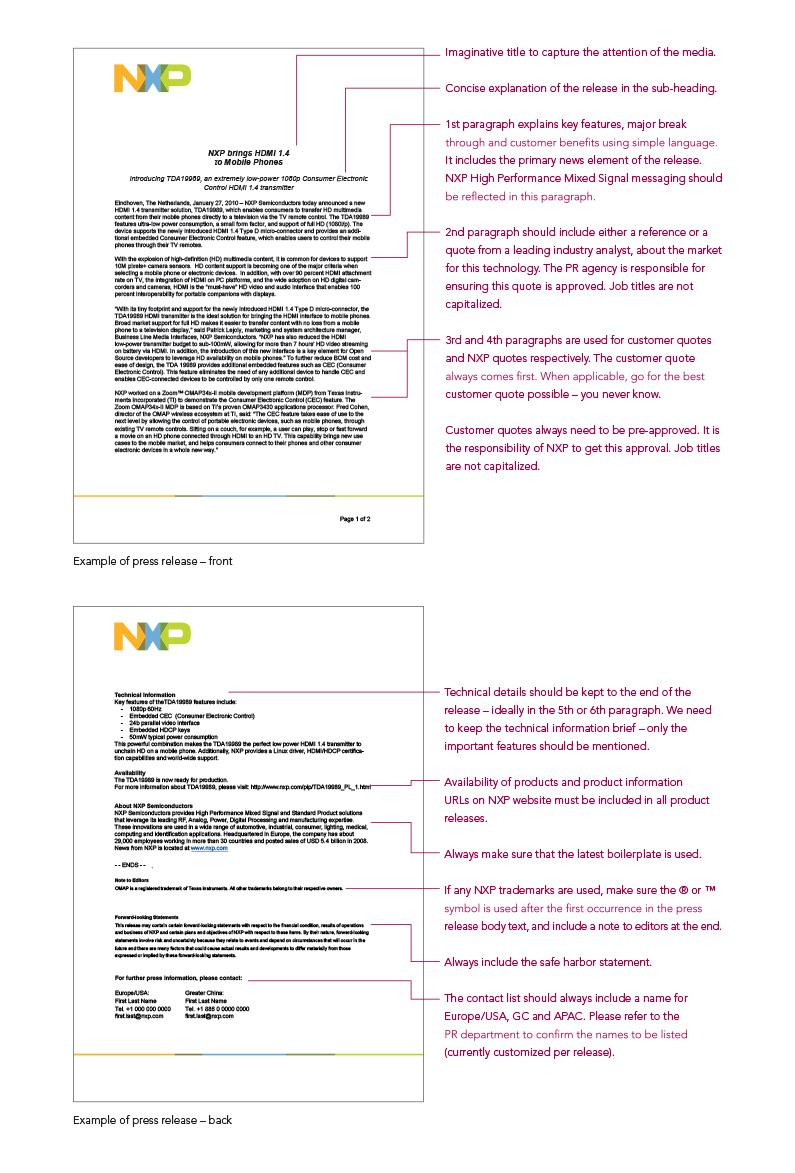 NXP
NXP brings HDMI 1.4
to Mobile Phones
Introducing TDA19989, an extremely low-power 1080p Consumer Electronic
Control HDMI 1.4 transmitter
Eindhoven, The Netherlands, January 27, 2010 – NXP Semiconductors today announced a new
HDMI 1.4 transmitter solution, TDA19989, which enables consumers to transfer HD multimedia
content from their mobile phones directly to a television via the TV remote control. The TDA19989
features ultra-low power consumption, a small form factor, and support of full HD (1080/p). The
device supports the newly introduced HDMI 1.4 Type D micro-connector and provides an addi-
tional embedded Consumer Electronic Control feature, which enables users to control their mobile
phones through their TV remotes.
With the explosion of high-definition (HD) multimedia content, it is common for devices to support
10M pixels+ camera sensors. HD content support is becoming one of the major criteria when
selecting a mobile phone or electronic devices. In addition, with over 90 percent HDMI attachment
rate on TV, the integration of HDMI on PC platforms, and the wide adoption on HD digital cam-
corders and cameras, HDMI is the "must-have" HD video and audio interface that enables 100
percent interoperability for portable companies with displays.
"With its tiny footprint and support for the newly introduced HDMI 1.4 Type D micro-connector, the
TDA19989 HDMI transmitter is the ideal solution for bringing the HDMI interface to mobile phones.
Broad market support for full HD makes it easier to transfer content with no loss from a mobile
phone to a television display," said Patrick Lejoly, marketing and system architecture manager,
Business Line Media Interfaces, NXP Semiconductors. "NXP has also reduced the HDMI
low-power transmitter budget to sub-100mW, allowing for more than 7 hours' HD video streaming
on battery via HDMI. In addition, the introduction of this new interface is a key element for Open
Source developers to leverage HD availability on mobile phones." To further reduce BOM cost and
ease of design, the TDA 19989 provides additional embedded features such as CEC (Consumer
Electronic Control). This feature eliminates the need of any additional device to handle CEC and
enables CEC-connected devices to be controlled by only one remote control.
NXP worked on a Zoom™ OMAP34x-II mobile development platform (MDP) from Texas Instru-
ments Incorporated (TI) to demonstrate the Consumer Electronic Control (CEC) feature. The
Zoom OMAP34x-II MDP is based on TI's proven OMAP3430 applications processor. Fred Cohen,
director of the OMAP wireless ecosystem at TI, said: "The CEC feature takes ease of use to the
next level by allowing the control of portable electronic devices, such as mobile phones, through
existing TV remote controls. Sitting on a couch, for example, a user can play, stop or fast forward
a movie on an HD phone connected through HDMI to an HD TV. This capability brings new use
cases to the mobile market, and helps consumers connect to their phones and other consumer
electronic devices in a whole new way."
Page 1 of 2
Imaginative title to capture the attention of the media.
Concise explanation of the release in the sub-heading.
1st paragraph explains key features, major break
through and customer benefits using simple language.
It includes the primary news element of the release.
NXP High Performance Mixed Signal messaging should
be reflected in this paragraph.
2nd paragraph should include either a reference or a
quote from a leading industry analyst, about the market
for this technology. The PR agency is responsible for
ensuring this quote is approved. Job titles are not
capitalized.
3rd and 4th paragraphs are used for customer quotes
and NXP quotes respectively. The customer quote
always comes first. When applicable, go for the best
customer quote possible – you never know.
Customer quotes always need to be pre-approved. It is
the responsibility of NXP to get this approval. Job titles
are not capitalized.
Example of press release – front
NXP
Technical Information
Key features of theTDA19989 features include:
- 1080p 60Hz
- Embedded CEC (Consumer Electronic Control)
- 24b parallel video interface
- Embedded HDCP keys
- 50mW typical power consumption
This powerful combination makes the TDA19989 the perfect low power HDMI 1.4 transmitter to
unchain HD on a mobile phone. Additionally, NXP provides a Linux driver, HDMI/HDCP certifica-
tion capabilities and world-wide support.
Availability
The TDA19989 is now ready for production.
For more information about TDA19989, please visit: http://www.nxp.com/pip/TDA19989_PL_1.html
About NXP Semiconductors
NXP Semiconductors provides High Performance Mixed Signal and Standard Product solutions
that leverage its leading RF, Analog, Power, Digital Processing and manufacturing expertise.
These innovations are used in a wide range of automotive, industrial, consumer, lighting, medical,
computing and identification applications. Headquartered in Europe, the company has about
29,000 employees working in more than 30 countries and posted sales of USD 5.4 billion in 2008.
News from NXP is located at www.nxp.com
- - ENDS - - .
Note to Editors
OMAP is a registered trademark of Texas Instruments. All other trademarks belong to their respective owners.
Forward-looking Statements
This release may contain certain forward-looking statements with respect to the financial condition, results of operations
and business of NXP and certain plans and objectives of NXP with respect to these items. By their nature, forward-looking
statements involve risk and uncertainty because they relate to events and depend on circumstances that will occur in the
future and there are many factors that could cause actual results and developments to differ materially from those
expressed or implied by these forward-looking statements.
For further press information, please contact:
Europe/USA: Greater China:
First Last Name First Last Name
Tel. +1 000 000 0000 Tel. +1 886 0 0000 0000
first.last@nxp.com first.last@nxp.com
Technical details should be kept to the end of the
release – ideally in the 5th or 6th paragraph. We need
to keep the technical information brief – only the
important features should be mentioned.
Availability of products and product information
URLs on NXP website must be included in all product
releases.
Always make sure that the latest boilerplate is used.
If any NXP trademarks are used, make sure the ® or ™
symbol is used after the first occurrence in the press
release body text, and include a note to editors at the end.
Always include the safe harbor statement.
The contact list should always include a name for
Europe/USA, GC and APAC. Please refer to the
PR department to confirm the names to be listed
(currently customized per release).
Example of press release – back